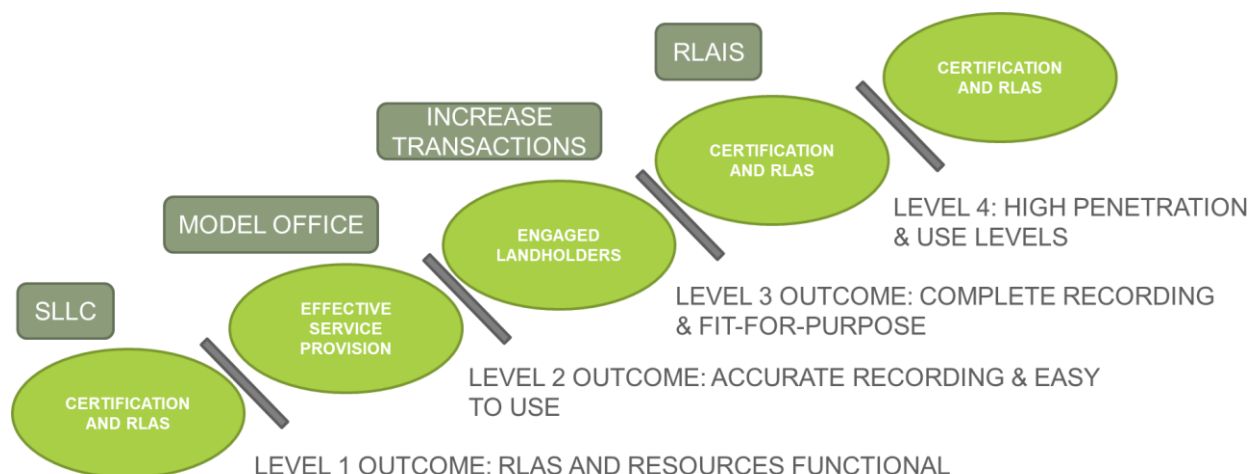 RLAIS
CERTIFICATION
AND RLAS
INCREASE
TRANSACTIONS
CERTIFICATION
AND RLAS
LEVEL 4: HIGH PENETRATION
& USE LEVELS
MODEL OFFICE
ENGAGED
LANDHOLDERS
LEVEL 3 OUTCOME: COMPLETE RECORDING
& FIT-FOR-PURPOSE
SLLC
EFFECTIVE
SERVICE
PROVISION
LEVEL 2 OUTCOME: ACCURATE RECORDING & EASY
TO USE
CERTIFICATION
AND RLAS
LEVEL 1 OUTCOME: RLAS AND RESOURCES FUNCTIONAL